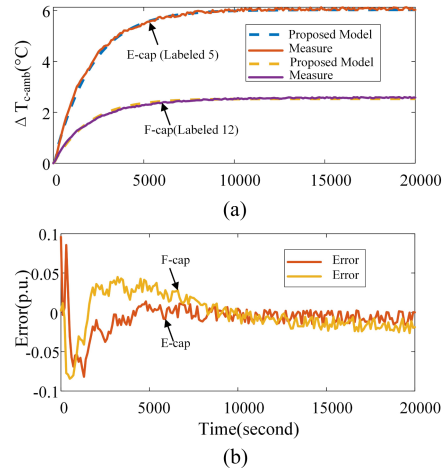 6
4
2
0
Δ T_c-amb(°C)
Proposed Model
Measure
Proposed Model
Measure
E-cap (Labeled 5)
F-cap(Labeled 12)
0 5000 10000 15000 20000
(a)
0.1
0.05
0
-0.05
-0.1
Error(p.u.)
Error
Error
F-cap
E-cap
0 5000 10000 15000 20000
Time(second)
(b)